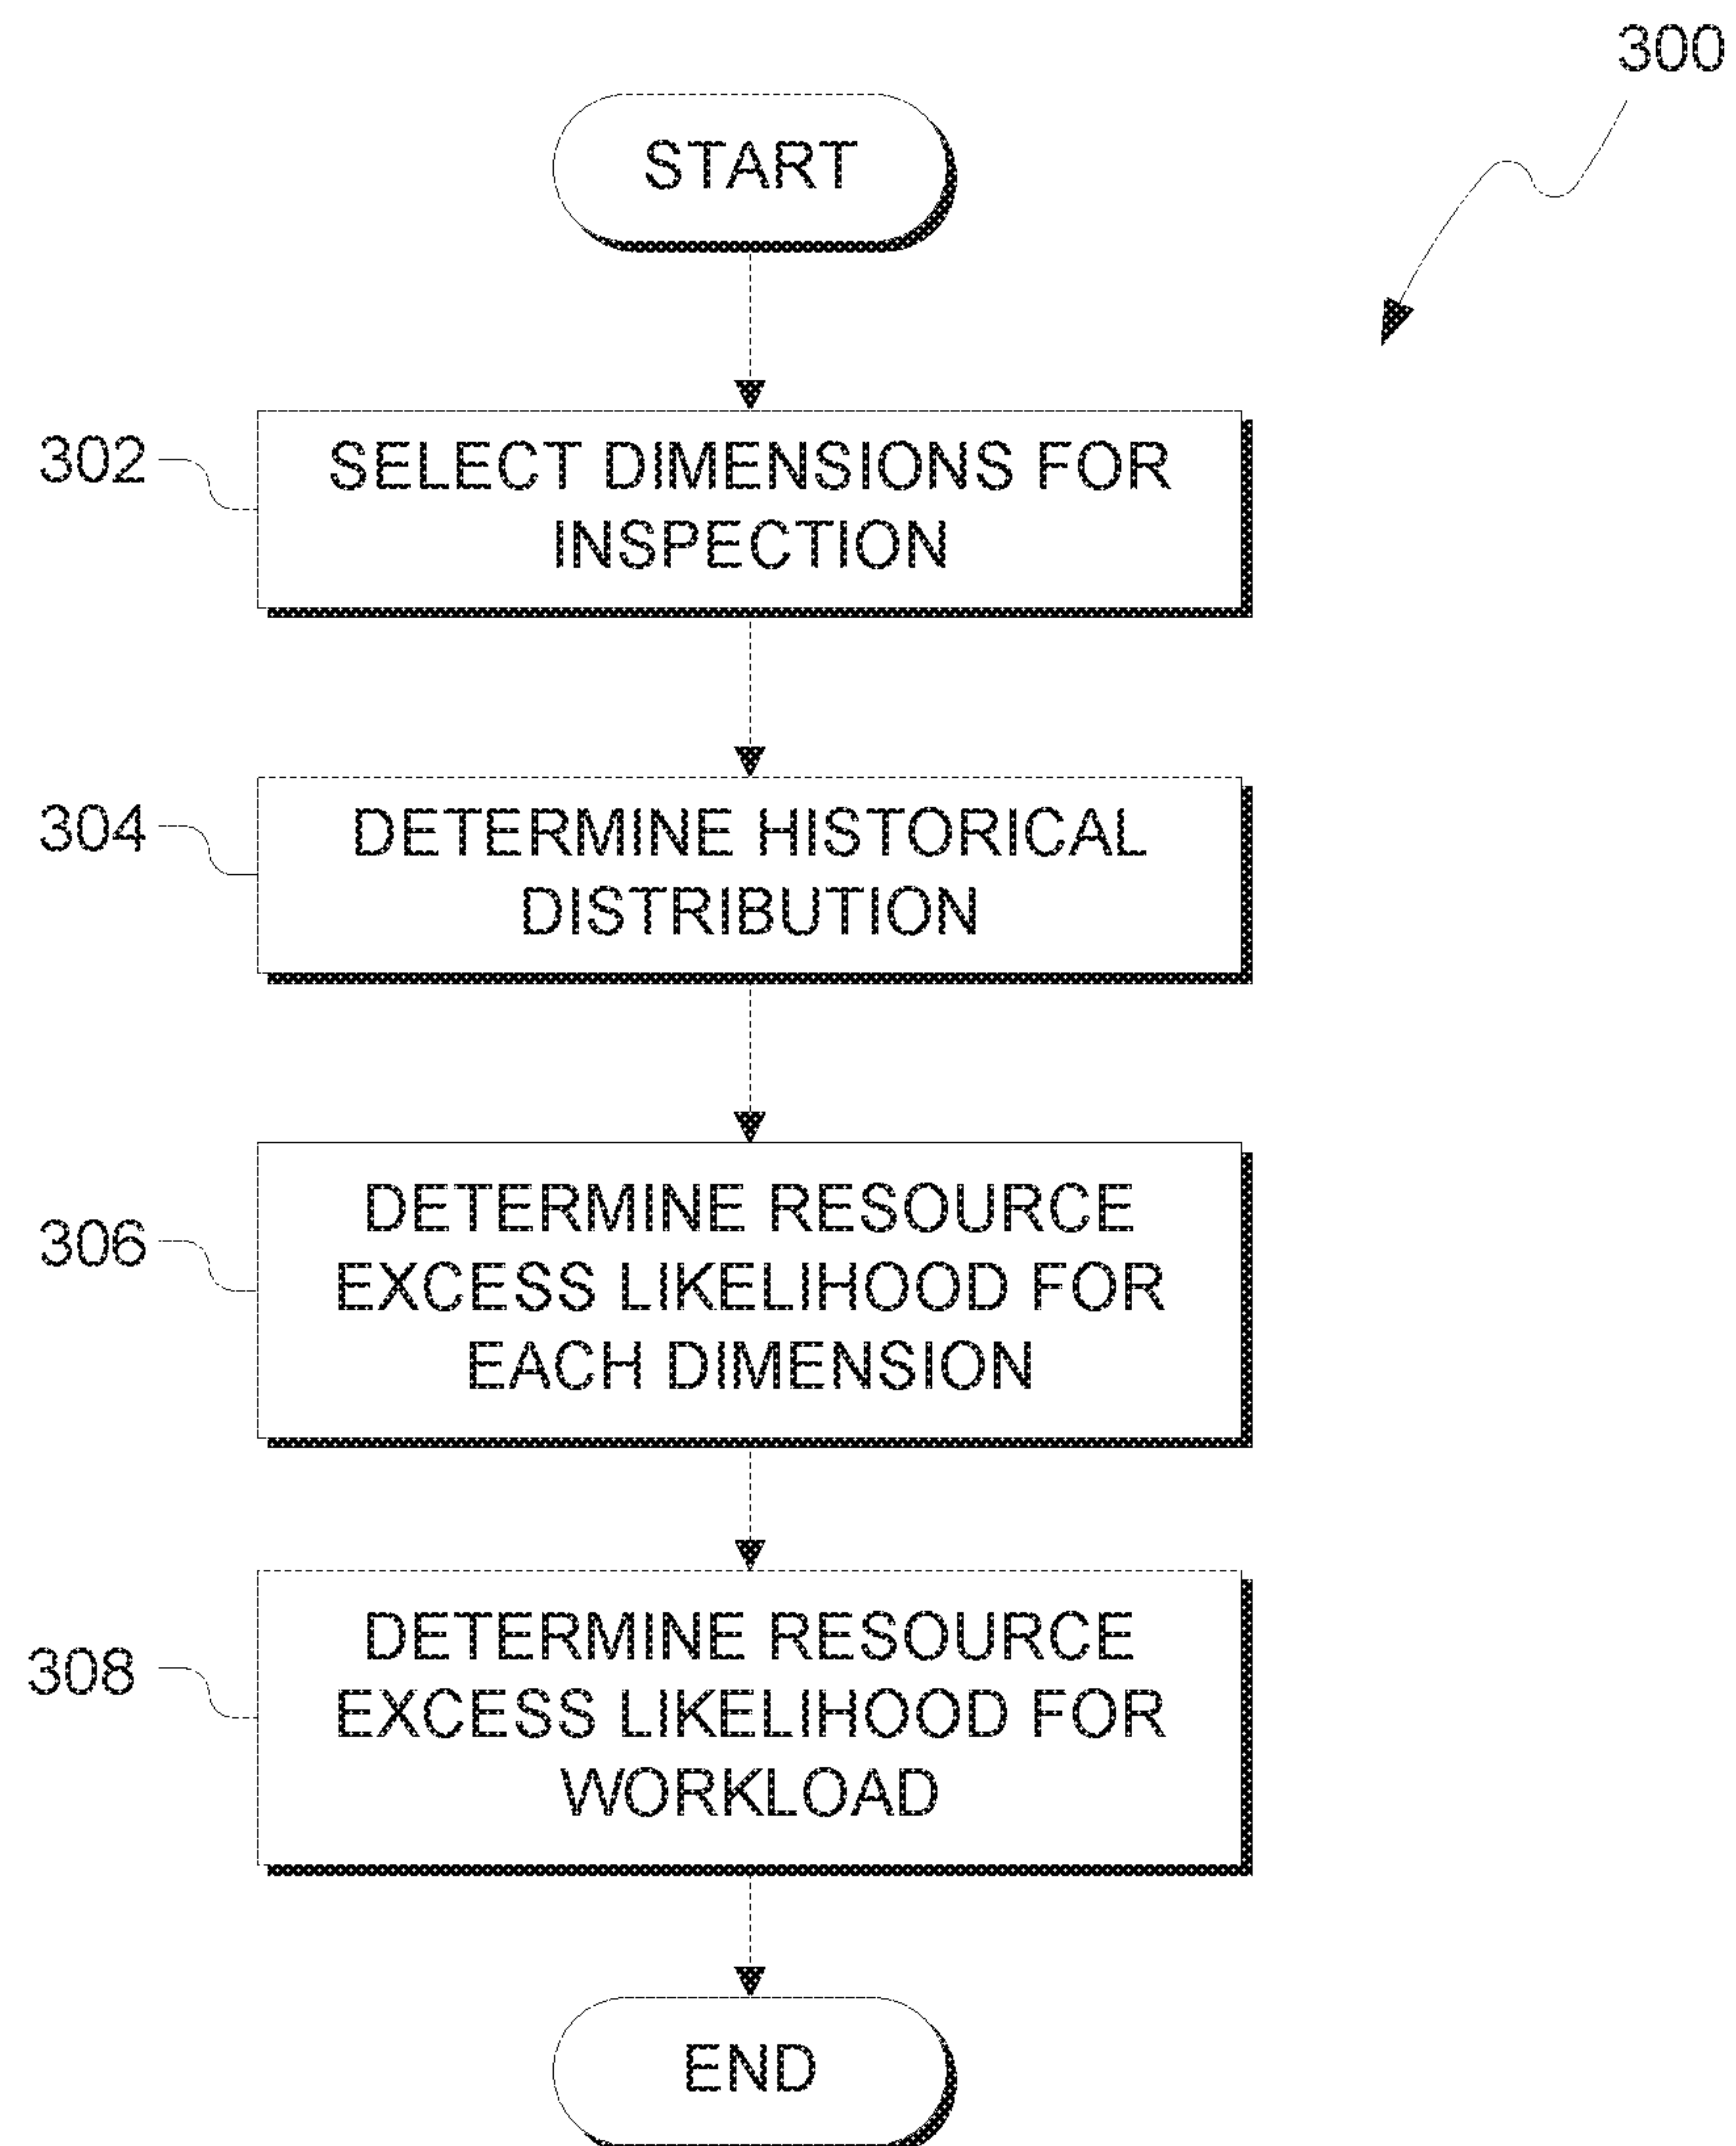 300
START
302
SELECT DIMENSIONS FOR
INSPECTION
304
DETERMINE HISTORICAL
DISTRIBUTION
306
DETERMINE RESOURCE
EXCESS LIKELIHOOD FOR
EACH DIMENSION
308
DETERMINE RESOURCE
EXCESS LIKELIHOOD FOR
WORKLOAD
END